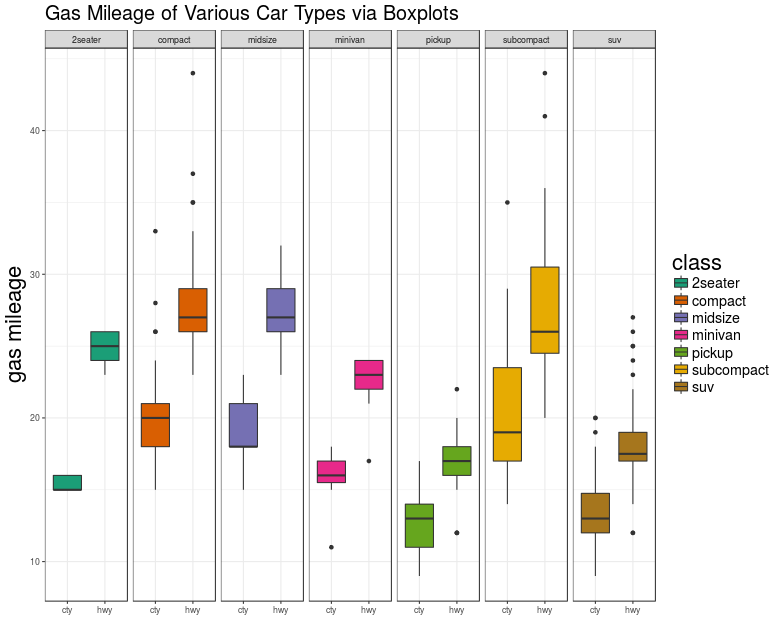 Gas Mileage of Various Car Types via Boxplots
2seater compact midsize minivan pickup subcompact suv
40
30
20
10
gas mileage
cty hwy cty hwy cty hwy cty hwy cty hwy cty hwy cty hwy
class
2seater
compact
midsize
minivan
pickup
subcompact
suv